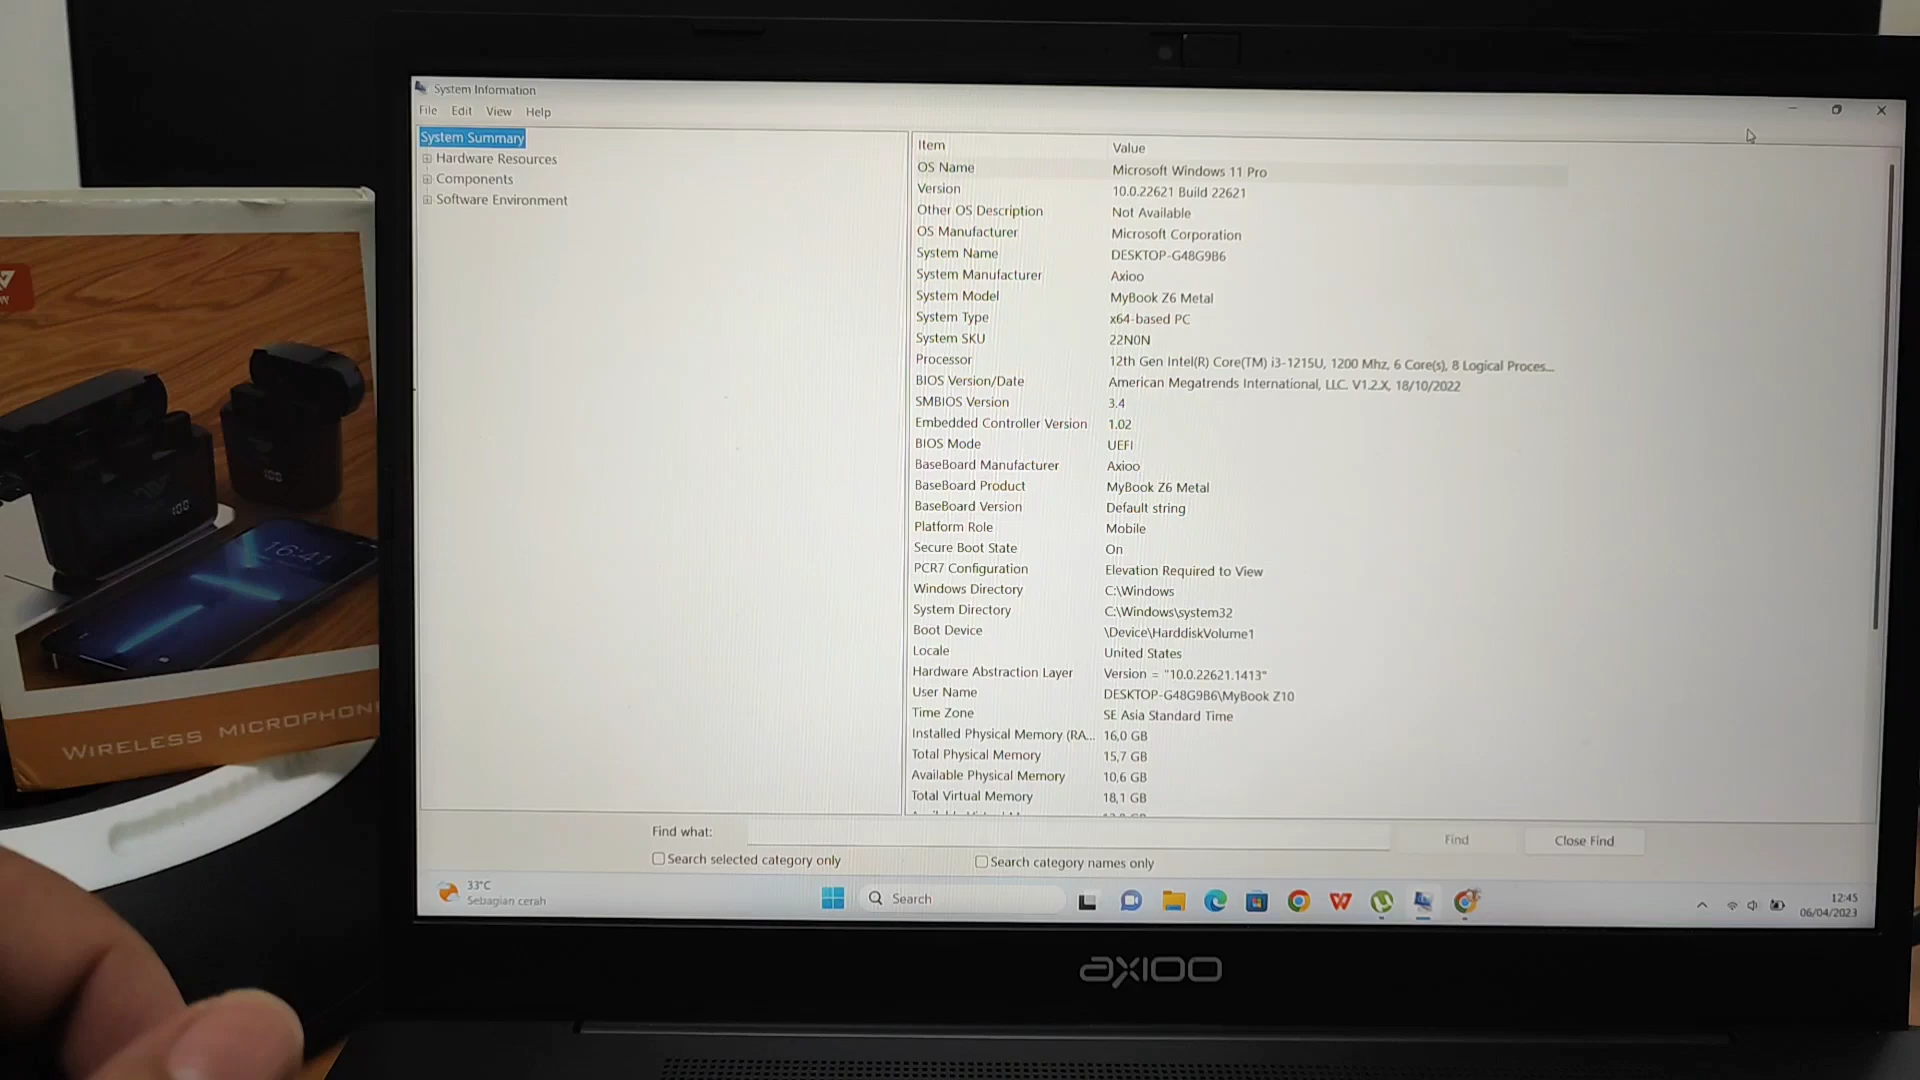 System Information
File Edit View Help
System Summary
Hardware Resources
Components
Software Environment
Item Value
OS Name Microsoft Windows 11 Pro
Version 10.0.22621 Build 22621
Other OS Description Not Available
OS Manufacturer Microsoft Corporation
System Name DESKTOP-G48G9B6
System Manufacturer Axioo
System Model MyBook Z6 Metal
System Type x64-based PC
System SKU 22N0N
Processor 12th Gen Intel(R) Core(TM) i3-1215U, 1200 Mhz, 6 Core(s), 8 Logical Proces...
BIOS Version/Date American Megatrends International, LLC. V1.2.X, 18/10/2022
SMBIOS Version 3.4
Embedded Controller Version 1.02
BIOS Mode UEFI
BaseBoard Manufacturer Axioo
BaseBoard Product MyBook Z6 Metal
BaseBoard Version Default string
Platform Role Mobile
Secure Boot State On
PCR7 Configuration Elevation Required to View
Windows Directory C:\Windows
System Directory C:\Windows\system32
Boot Device \Device\HarddiskVolume1
Locale United States
Hardware Abstraction Layer Version = "10.0.22621.1413"
User Name DESKTOP-G48G9B6\MyBook Z10
Time Zone SE Asia Standard Time
Installed Physical Memory (RA... 16,0 GB
Total Physical Memory 15,7 GB
Available Physical Memory 10,6 GB
Total Virtual Memory 18,1 GB
Find what: Find Close Find
Search selected category only Search category names only
33°C
Sebagian cerah
Search
12:45
06/04/2023
AXIOO
100
100
16:41
WIRELESS MICROPHON